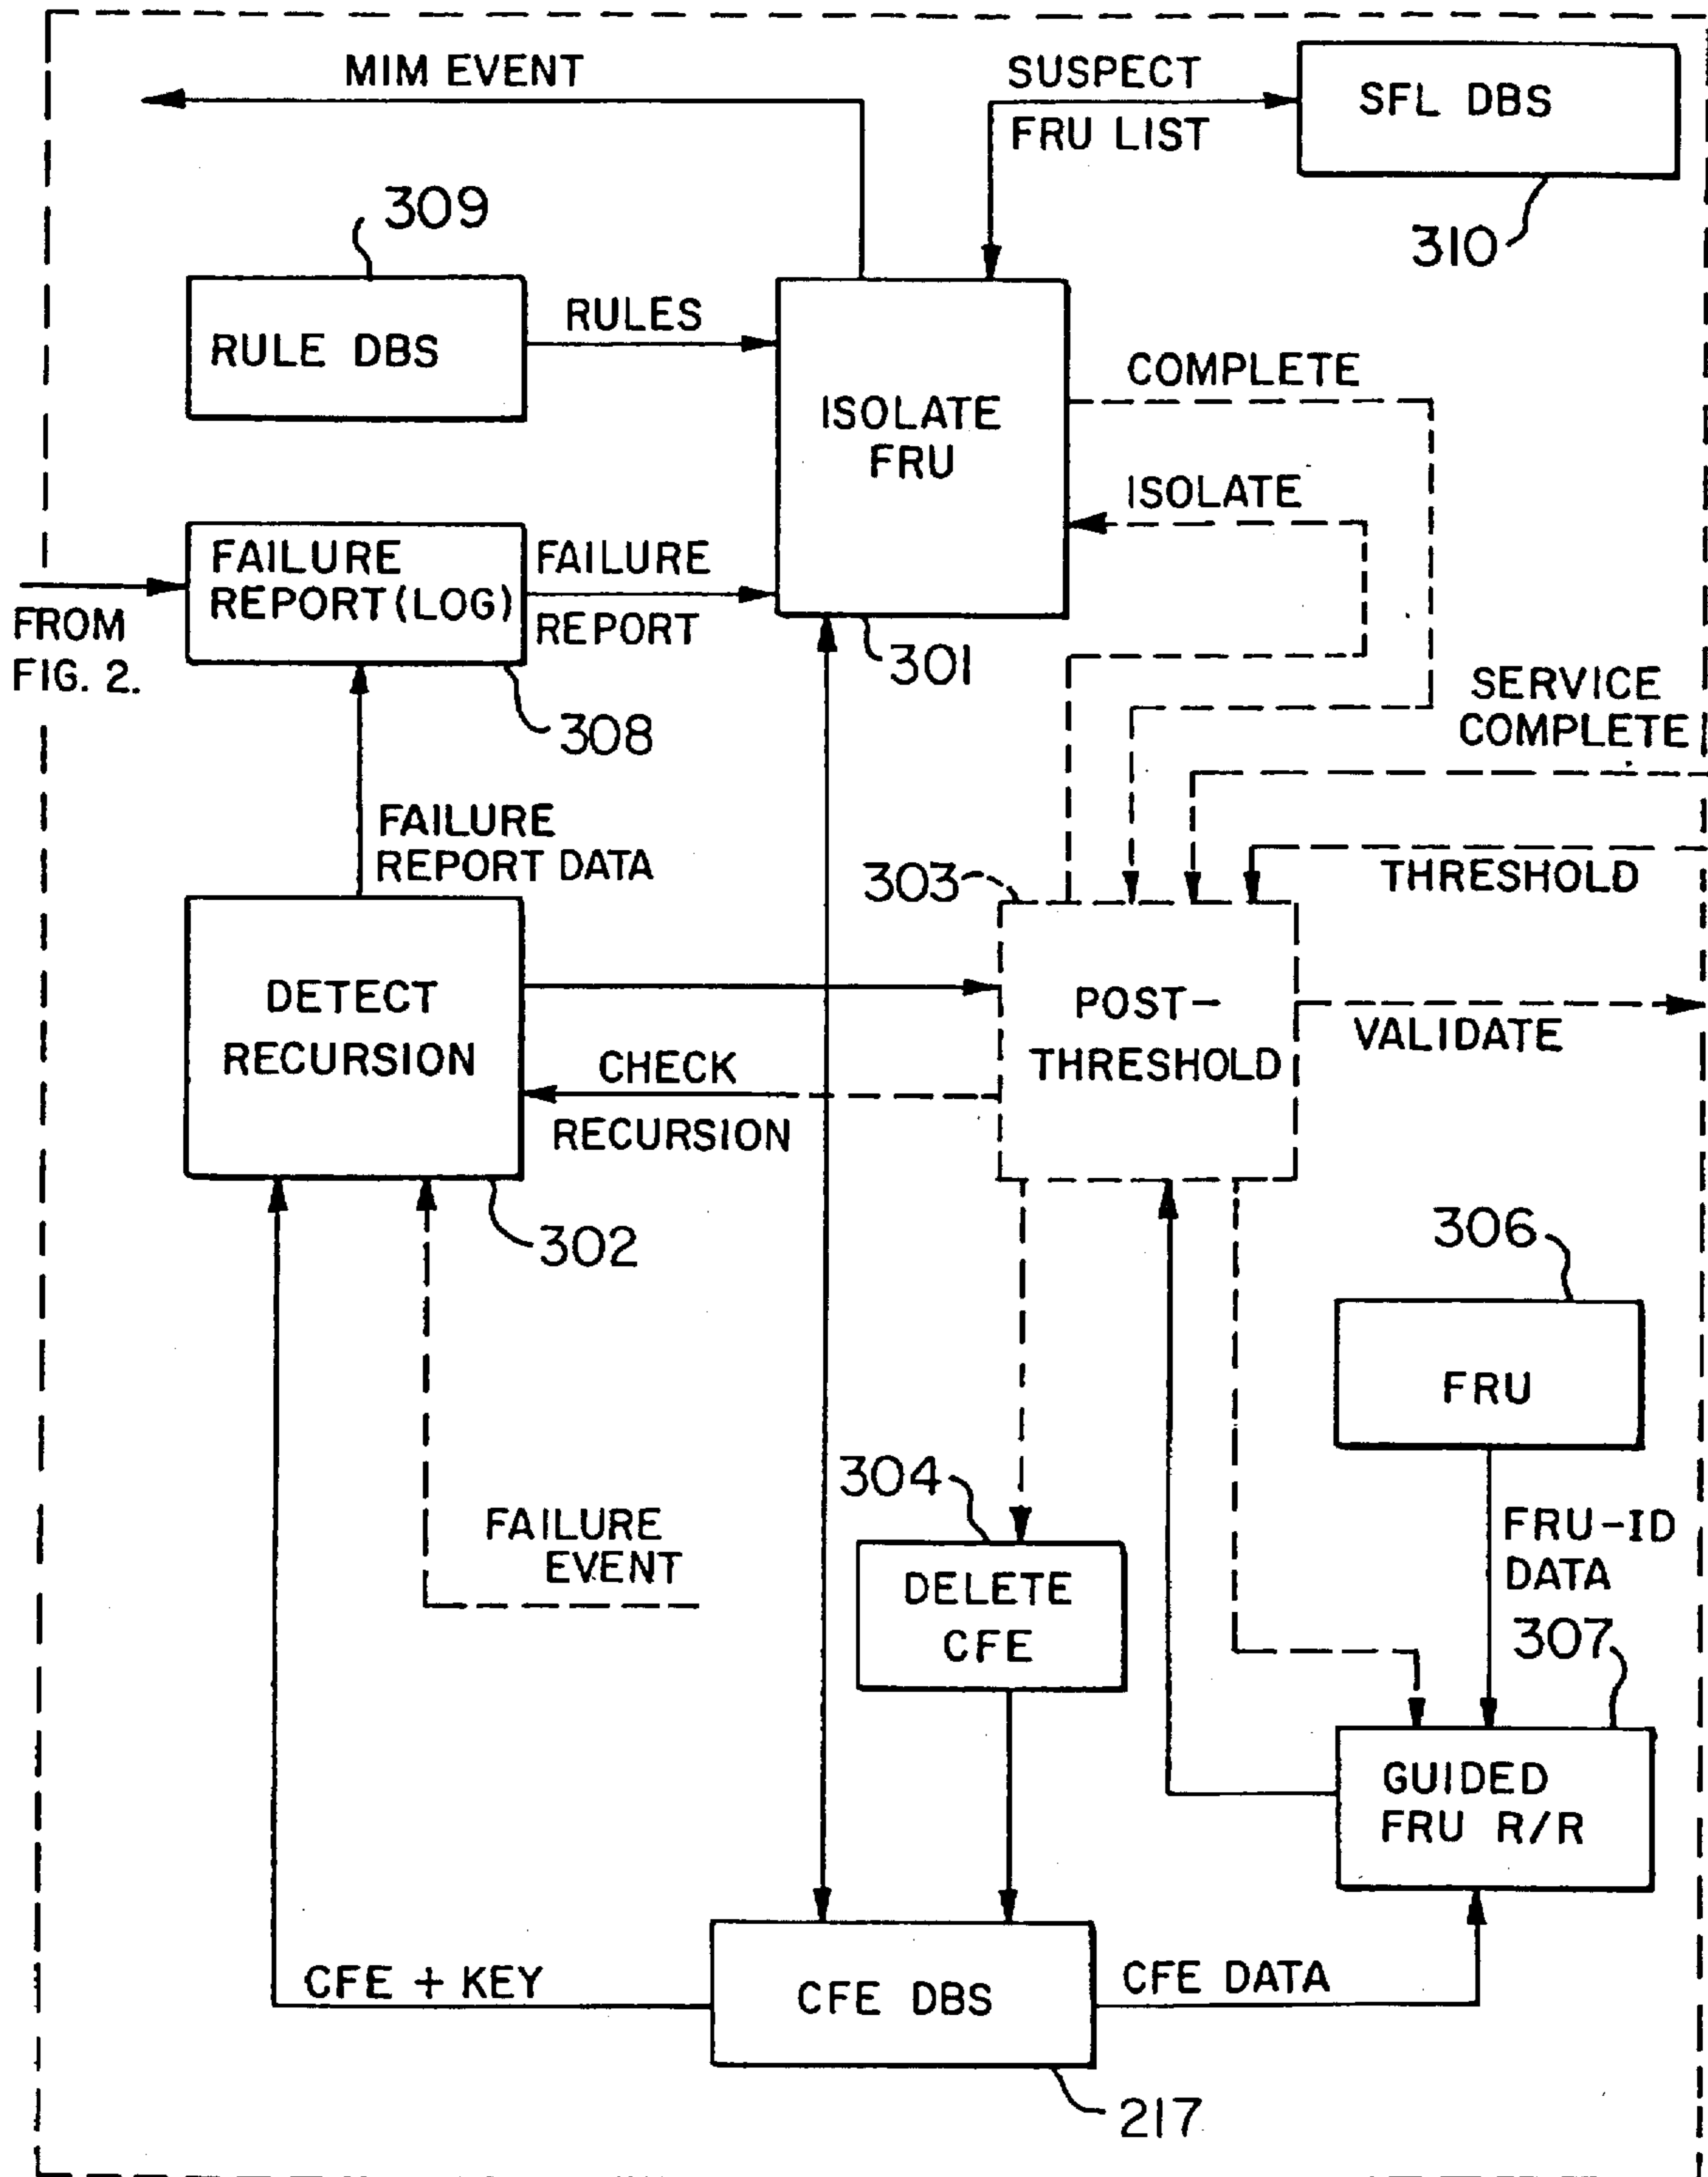 MIM EVENT
SUSPECT
FRU LIST
SFL DBS
310
309
RULE DBS
RULES
ISOLATE
FRU
COMPLETE
ISOLATE
FAILURE
REPORT (LOG)
FAILURE
REPORT
FROM
FIG. 2.
301
308
SERVICE
COMPLETE
FAILURE
REPORT DATA
303
THRESHOLD
DETECT
RECURSION
POST-
THRESHOLD
VALIDATE
CHECK
RECURSION
302
306
FRU
304
FAILURE
EVENT
FRU-ID
DATA
DELETE
CFE
307
GUIDED
FRU R/R
CFE + KEY
CFE DBS
CFE DATA
217